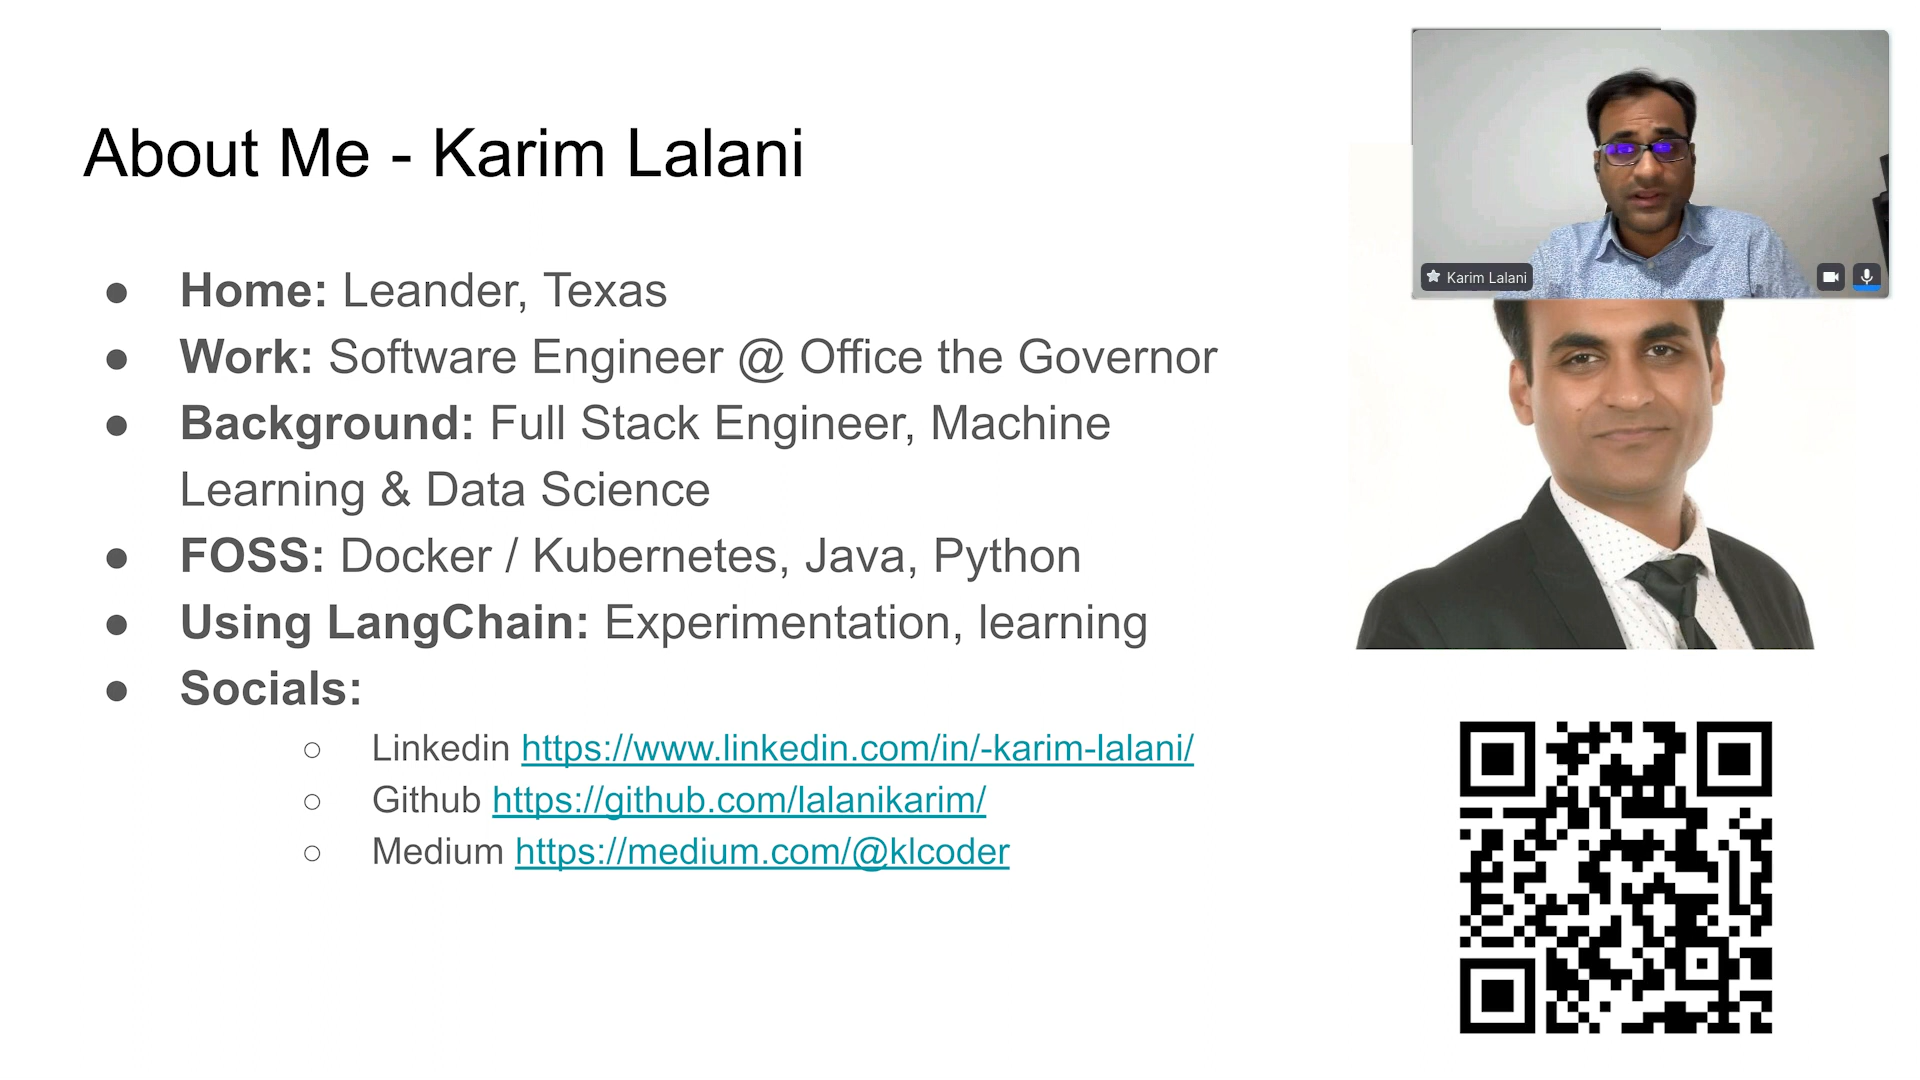 About Me - Karim Lalani
● Home: Leander, Texas
● Work: Software Engineer @ Office the Governor
● Background: Full Stack Engineer, Machine
Learning & Data Science
● FOSS: Docker / Kubernetes, Java, Python
● Using LangChain: Experimentation, learning
● Socials:
○ Linkedin https://www.linkedin.com/in/-karim-lalani/
○ Github https://github.com/lalanikarim/
○ Medium https://medium.com/@klcoder
Karim Lalani